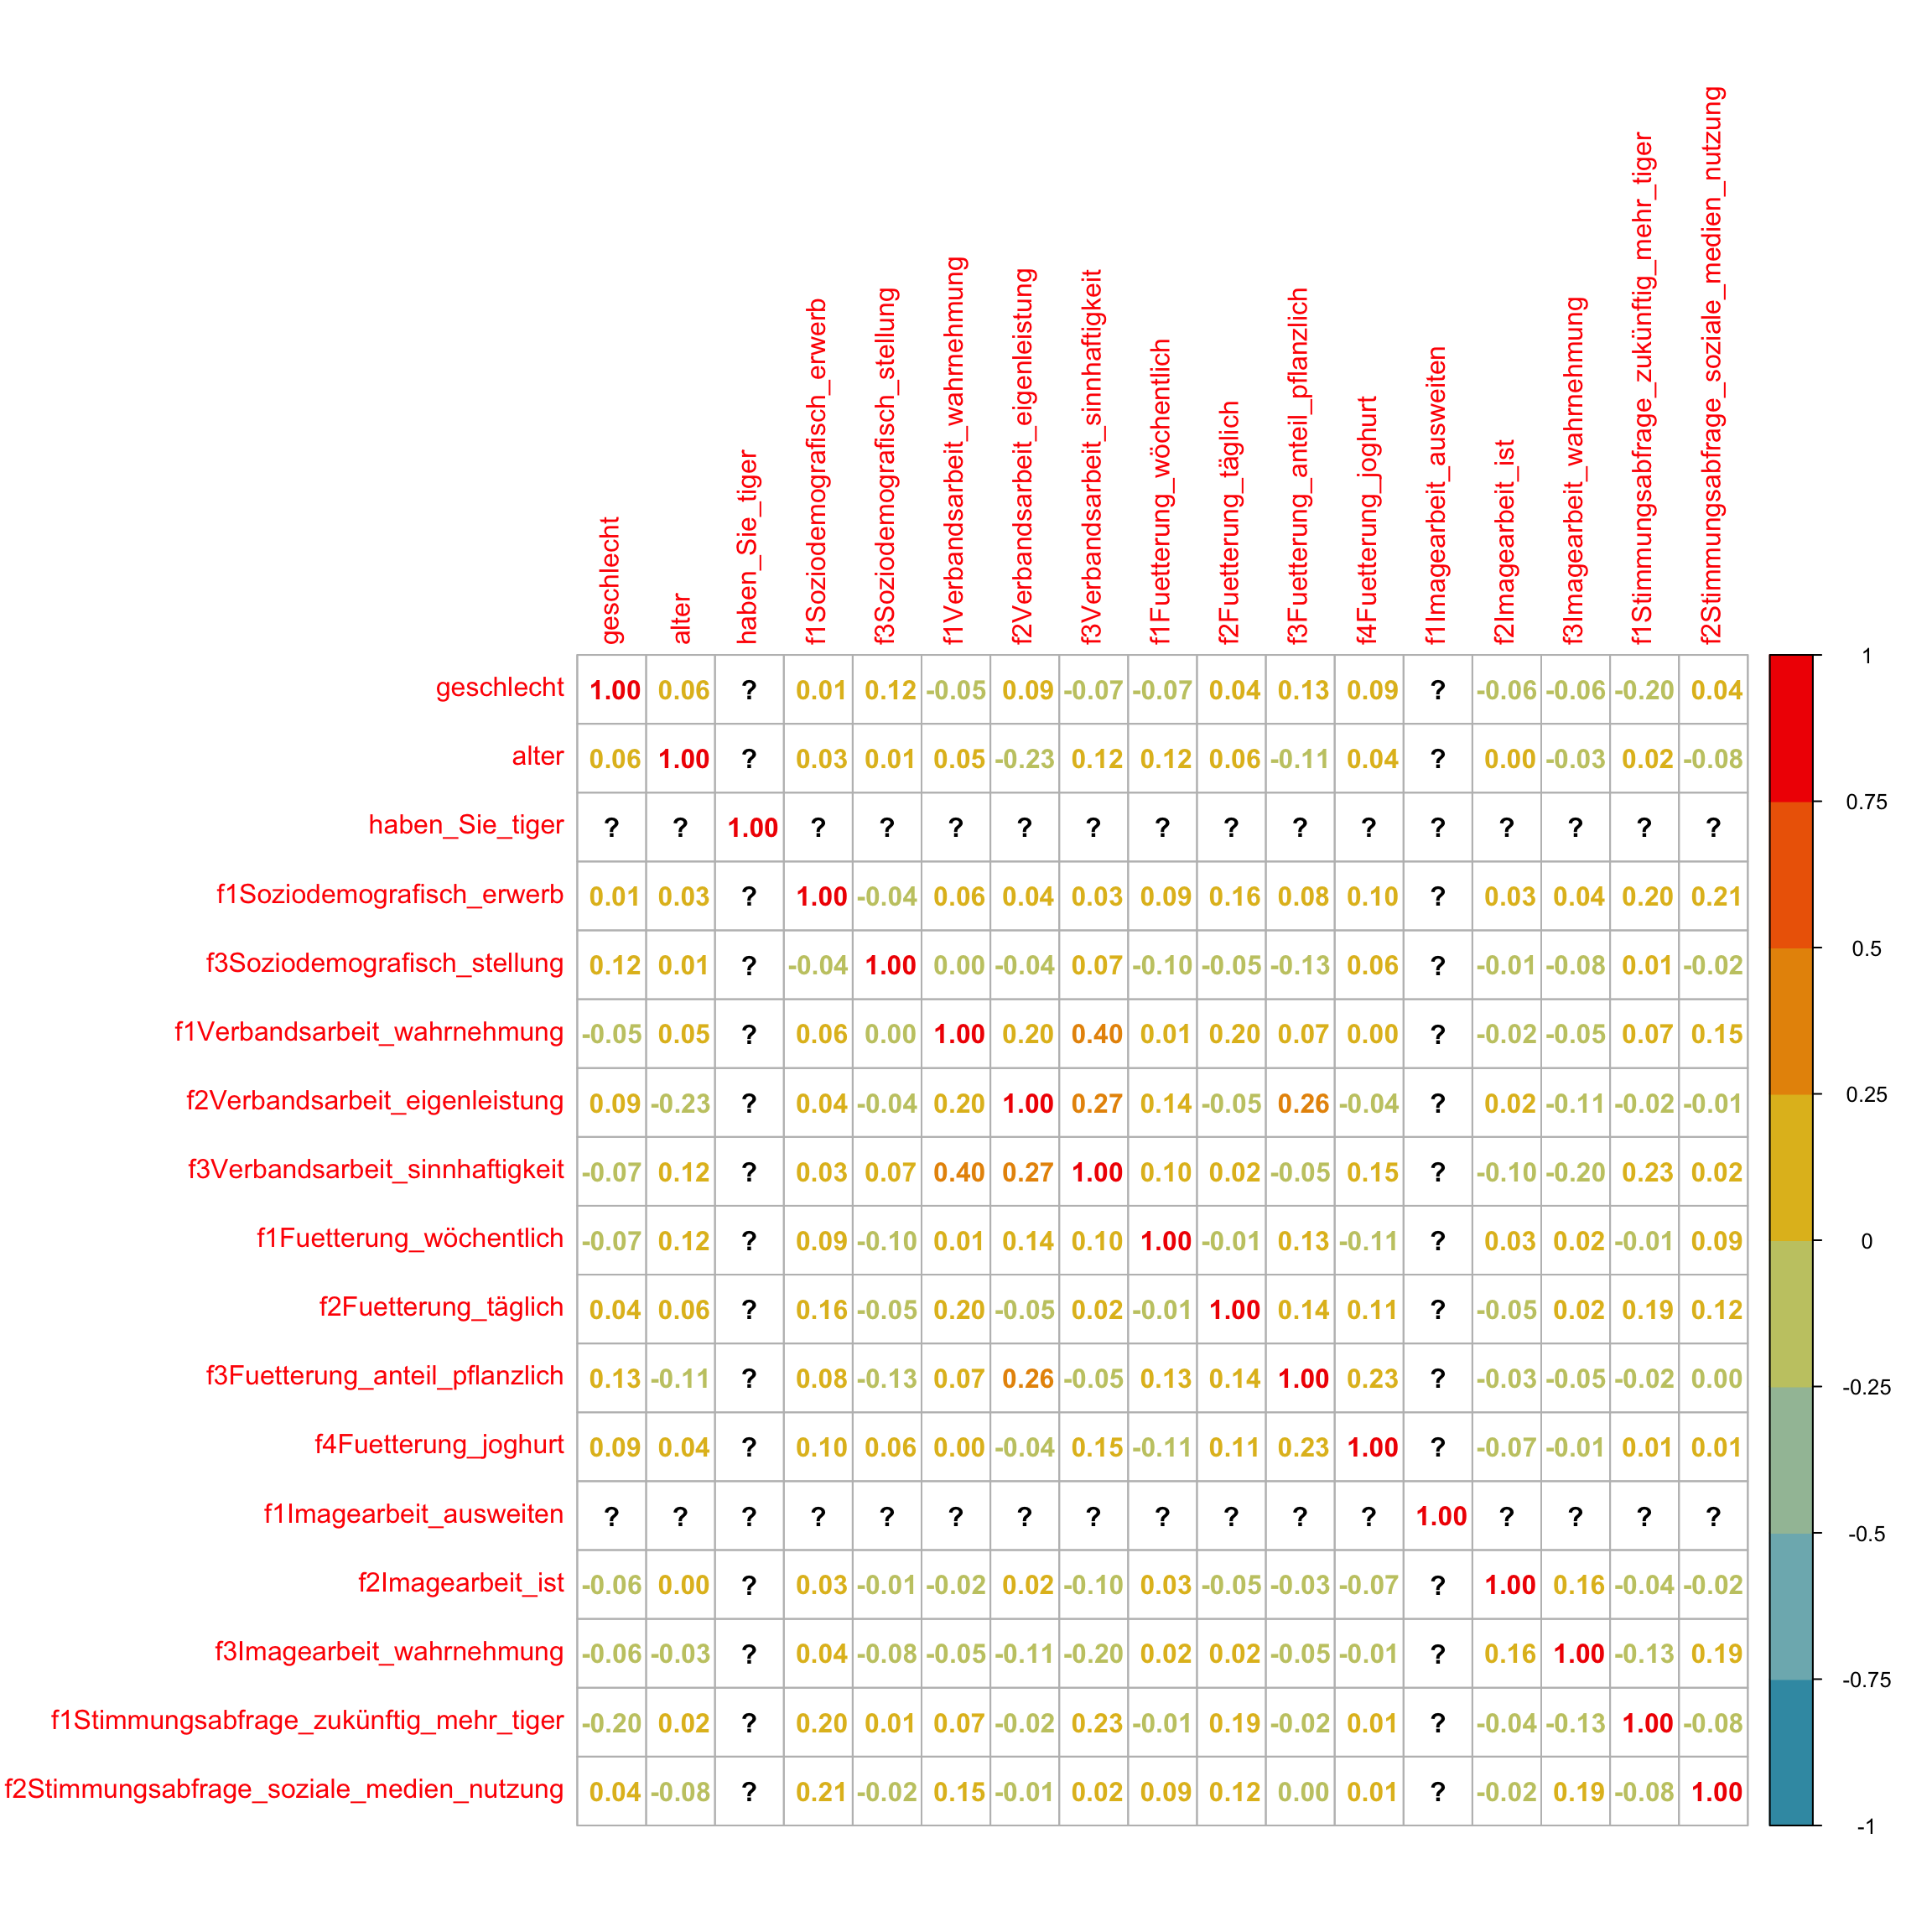 geschlecht
alter
haben_Sie_tiger
f1Soziodemografisch_erwerb
f3Soziodemografisch_stellung
f1Verbandsarbeit_wahrnehmung
f2Verbandsarbeit_eigenleistung
f3Verbandsarbeit_sinnhaftigkeit
f1Fuetterung_wöchentlich
f2Fuetterung_täglich
f3Fuetterung_anteil_pflanzlich
f4Fuetterung_joghurt
f1Imagearbeit_ausweiten
f2Imagearbeit_ist
f3Imagearbeit_wahrnehmung
f1Stimmungsabfrage_zukünftig_mehr_tiger
f2Stimmungsabfrage_soziale_medien_nutzung
geschlecht 1.00 0.06 ? 0.01 0.12 -0.05 0.09 -0.07 -0.07 0.04 0.13 0.09 ? -0.06 -0.06 -0.20 0.04
alter 0.06 1.00 ? 0.03 0.01 0.05 -0.23 0.12 0.12 0.06 -0.11 0.04 ? 0.00 -0.03 0.02 -0.08
haben_Sie_tiger ? ? 1.00 ? ? ? ? ? ? ? ? ? ? ? ? ? ?
f1Soziodemografisch_erwerb 0.01 0.03 ? 1.00 -0.04 0.06 0.04 0.03 0.09 0.16 0.08 0.10 ? 0.03 0.04 0.20 0.21
f3Soziodemografisch_stellung 0.12 0.01 ? -0.04 1.00 0.00 -0.04 0.07 -0.10 -0.05 -0.13 0.06 ? -0.01 -0.08 0.01 -0.02
f1Verbandsarbeit_wahrnehmung -0.05 0.05 ? 0.06 0.00 1.00 0.20 0.40 0.01 0.20 0.07 0.00 ? -0.02 -0.05 0.07 0.15
f2Verbandsarbeit_eigenleistung 0.09 -0.23 ? 0.04 -0.04 0.20 1.00 0.27 0.14 -0.05 0.26 -0.04 ? 0.02 -0.11 -0.02 -0.01
f3Verbandsarbeit_sinnhaftigkeit -0.07 0.12 ? 0.03 0.07 0.40 0.27 1.00 0.10 0.02 -0.05 0.15 ? -0.10 -0.20 0.23 0.02
f1Fuetterung_wöchentlich -0.07 0.12 ? 0.09 -0.10 0.01 0.14 0.10 1.00 -0.01 0.13 -0.11 ? 0.03 0.02 -0.01 0.09
f2Fuetterung_täglich 0.04 0.06 ? 0.16 -0.05 0.20 -0.05 0.02 -0.01 1.00 0.14 0.11 ? -0.05 0.02 0.19 0.12
f3Fuetterung_anteil_pflanzlich 0.13 -0.11 ? 0.08 -0.13 0.07 0.26 -0.05 0.13 0.14 1.00 0.23 ? -0.03 -0.05 -0.02 0.00
f4Fuetterung_joghurt 0.09 0.04 ? 0.10 0.06 0.00 -0.04 0.15 -0.11 0.11 0.23 1.00 ? -0.07 -0.01 0.01 0.01
f1Imagearbeit_ausweiten ? ? ? ? ? ? ? ? ? ? ? ? 1.00 ? ? ? ?
f2Imagearbeit_ist -0.06 0.00 ? 0.03 -0.01 -0.02 0.02 -0.10 0.03 -0.05 -0.03 -0.07 ? 1.00 0.16 -0.04 -0.02
f3Imagearbeit_wahrnehmung -0.06 -0.03 ? 0.04 -0.08 -0.05 -0.11 -0.20 0.02 0.02 -0.05 -0.01 ? 0.16 1.00 -0.13 0.19
f1Stimmungsabfrage_zukünftig_mehr_tiger -0.20 0.02 ? 0.20 0.01 0.07 -0.02 0.23 -0.01 0.19 -0.02 0.01 ? -0.04 -0.13 1.00 -0.08
f2Stimmungsabfrage_soziale_medien_nutzung 0.04 -0.08 ? 0.21 -0.02 0.15 -0.01 0.02 0.09 0.12 0.00 0.01 ? -0.02 0.19 -0.08 1.00
1
0.75
0.5
0.25
0
-0.25
-0.5
-0.75
-1